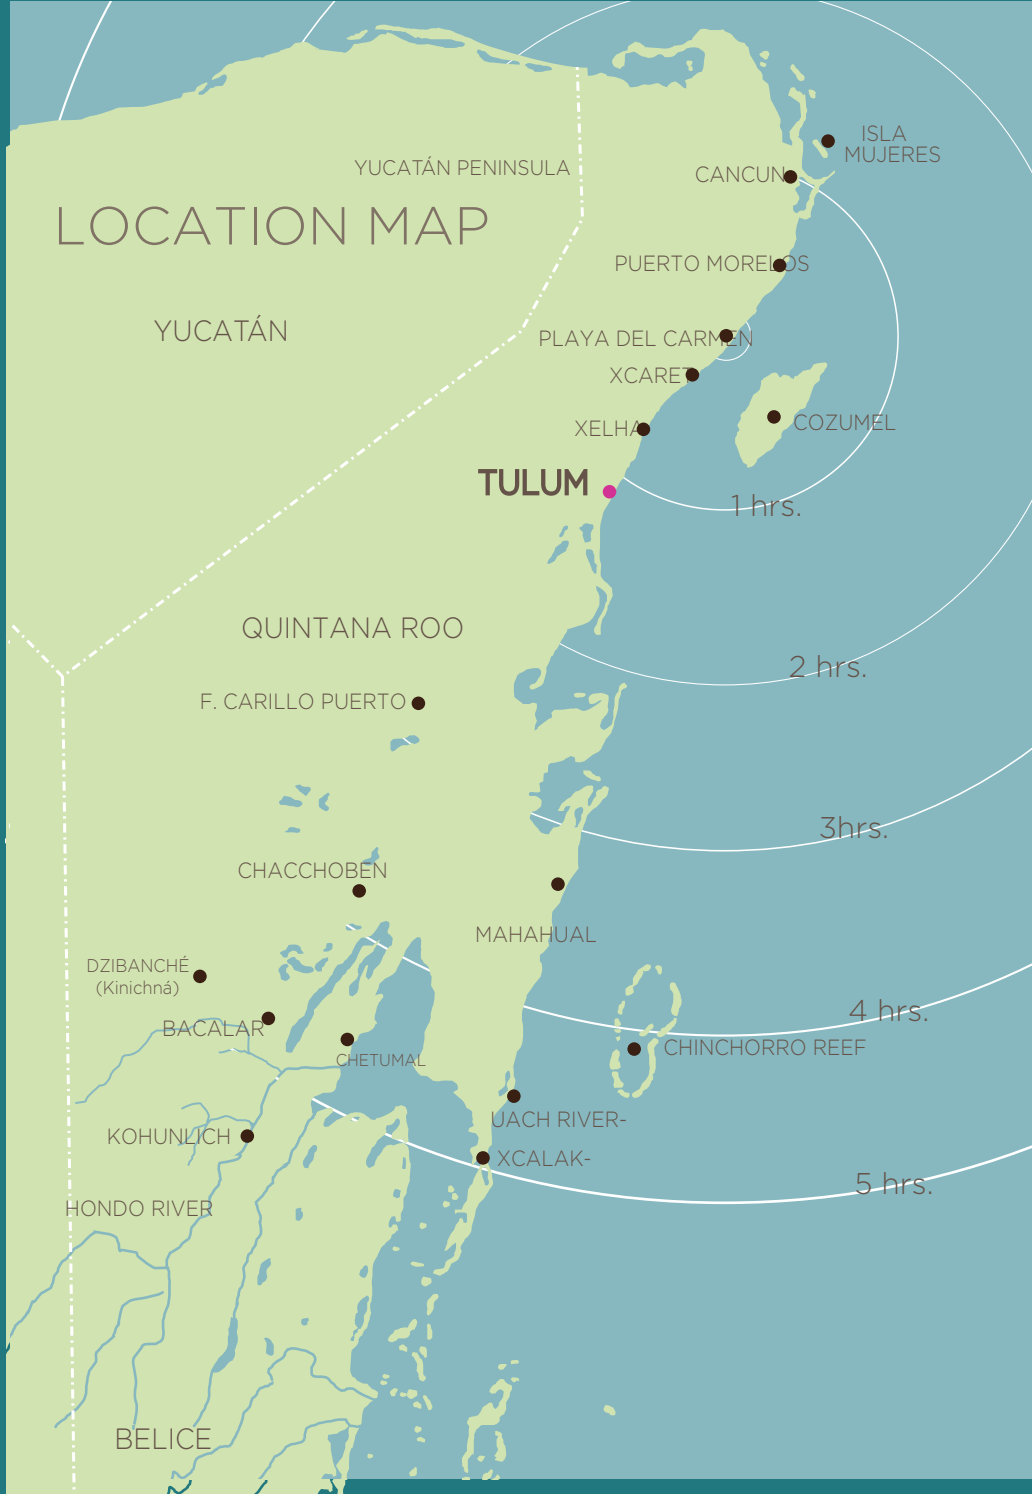 ISLA
MUJERES
YUCATÁN PENINSULA
CANCUN
LOCATION MAP
PUERTO MORELOS
YUCATÁN
PLAYA DEL CARMEN
XCARET
COZUMEL
XELHA
TULUM
1 hrs.
QUINTANA ROO
2 hrs.
F. CARILLO PUERTO
3hrs.
CHACCHOBEN
MAHAHUAL
DZIBANCHÉ
(Kinichná)
4 hrs.
BACALAR
CHINCHORRO REEF
CHETUMAL
UACH RIVER-
KOHUNLICH
XCALAK-
5 hrs.
HONDO RIVER
BELICE